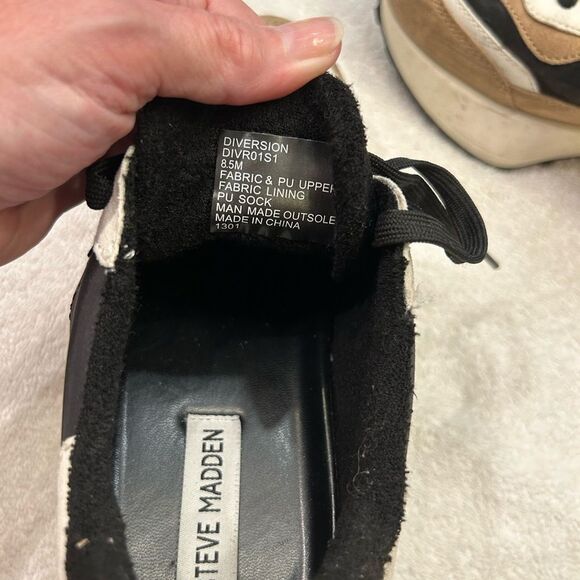 DIVERSION
DIVR01S1
8.5M
FABRIC & PU UPPER
FABRIC LINING
PU SOCK
MAN MADE OUTSOLE
MADE IN CHINA
1301
STEVE MADDEN